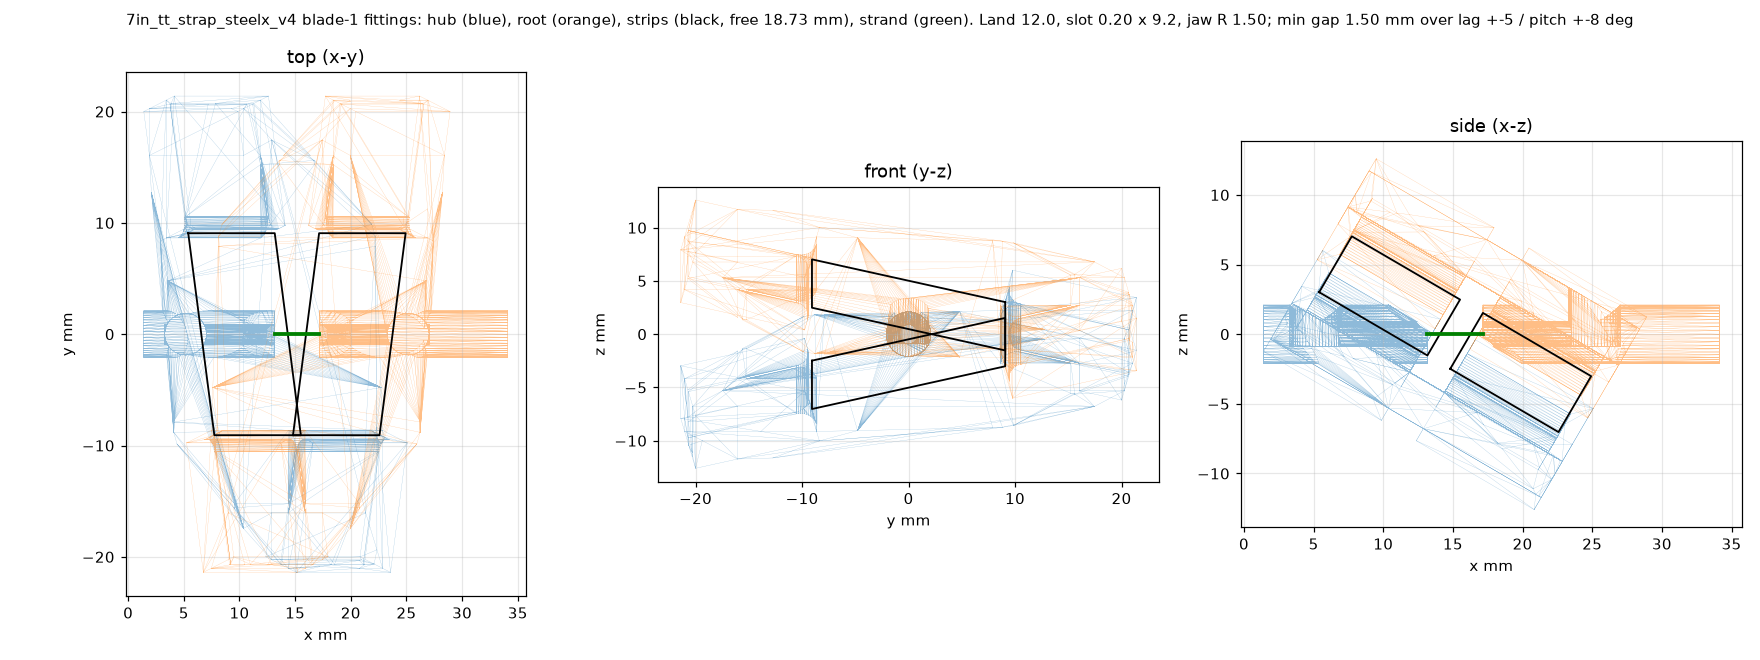 7in_tt_strap_steelx_v4 blade-1 fittings: hub (blue), root (orange), strips (black, free 18.73 mm), strand (green). Land 12.0, slot 0.20 x 9.2, jaw R 1.50; min gap 1.50 mm over lag +-5 / pitch +-8 deg
top (x-y)
20
10
0
−10
−20
y mm
0 5 10 15 20 25 30 35
x mm
front (y-z)
10
5
0
−5
−10
z mm
−20 −10 0 10 20
y mm
side (x-z)
10
5
0
−5
−10
z mm
0 5 10 15 20 25 30 35
x mm